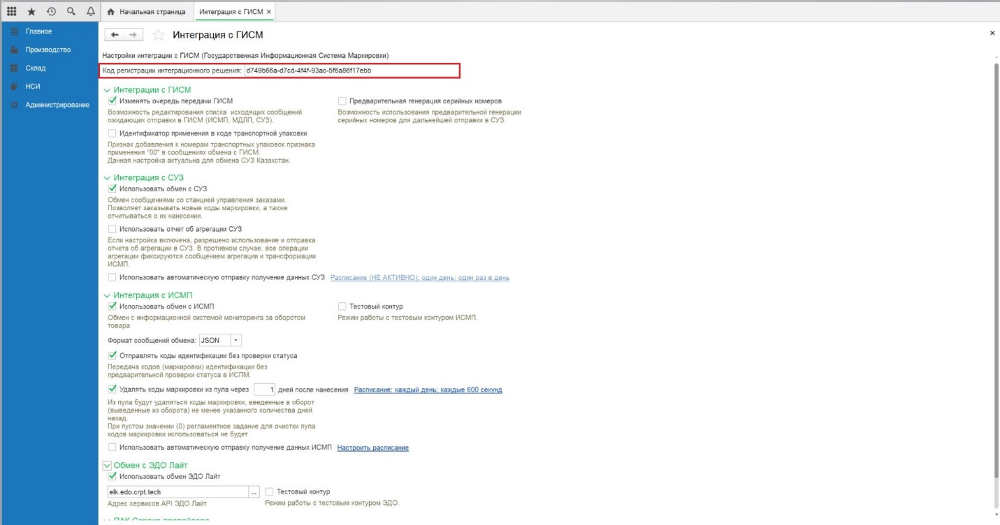 Начальная страница
Интеграция с ГИСМ ×
Главное
Производство
Склад
НСИ
Администрирование
Интеграция с ГИСМ
Настройки интеграции с ГИСМ (Государственная Информационная Система Маркировки)
Код регистрации интеграционного решения: d749b66a-d7cd-4f4f-93ac-5f6a86f17ebb
Интеграции с ГИСМ
Изменять очередь передачи ГИСМ
Возможность редактирования списка исходящих сообщений
ожидающих отправки в ГИСМ (ИСМП, МДЛП, СУЗ).
Предварительная генерация серийных номеров
Возможность использования предварительной генерации
серийных номеров для дальнейшей отправки в СУЗ.
Идентификатор применения в коде транспортной упаковки
Признак добавления к номерам транспортных упаковок признака
применения "00" в сообщениях обмена с ГИСМ.
Данная настройка актуальна для обмена СУЗ Казахстан.
Интеграция с СУЗ
Использовать обмен с СУЗ
Обмен сообщениями со станцией управления заказами.
Позволяет заказывать новые коды маркировки, а также
отчитываться о их нанесении.
Использовать отчет об агрегации СУЗ
Если настройка включена, разрешено использование и отправка
отчета об агрегации в СУЗ. В противном случае, все операции
агрегации фиксируются сообщением агрегации и трансформации
ИСМП.
Использовать автоматическую отправку получение данных СУЗ Расписание (НЕ АКТИВНО): один день; один раз в день
Интеграция с ИСМП
Использовать обмен с ИСМП
Обмен с информационной системой мониторинга за оборотом
товара
Тестовый контур
Режим работы с тестовым контуром ИСМП.
Формат сообщений обмена: JSON
Отправлять коды идентификации без проверки статуса
Передача кодов (маркировки) идентификации без
предварительной проверки статуса в ИСПМ.
Удалять коды маркировки из пула через 1 дней после нанесения Расписание: каждый день; каждые 600 секунд
Из пула будут удаляться коды маркировки, введенные в оборот
(выведенные из оборота) не менее указанного количества дней
назад.
При пустом значении (0) регламентное задание для очистки пула
кодов маркировки использоваться не будет
Использовать автоматическую отправку получение данных ИСМП Настроить расписание
Обмен с ЭДО Лайт
Использовать обмен ЭДО Лайт
elk.edo.crpt.tech ...
Адрес сервисов API ЭДО Лайт
Тестовый контур
Режим работы с тестовым контуром ЭДО.